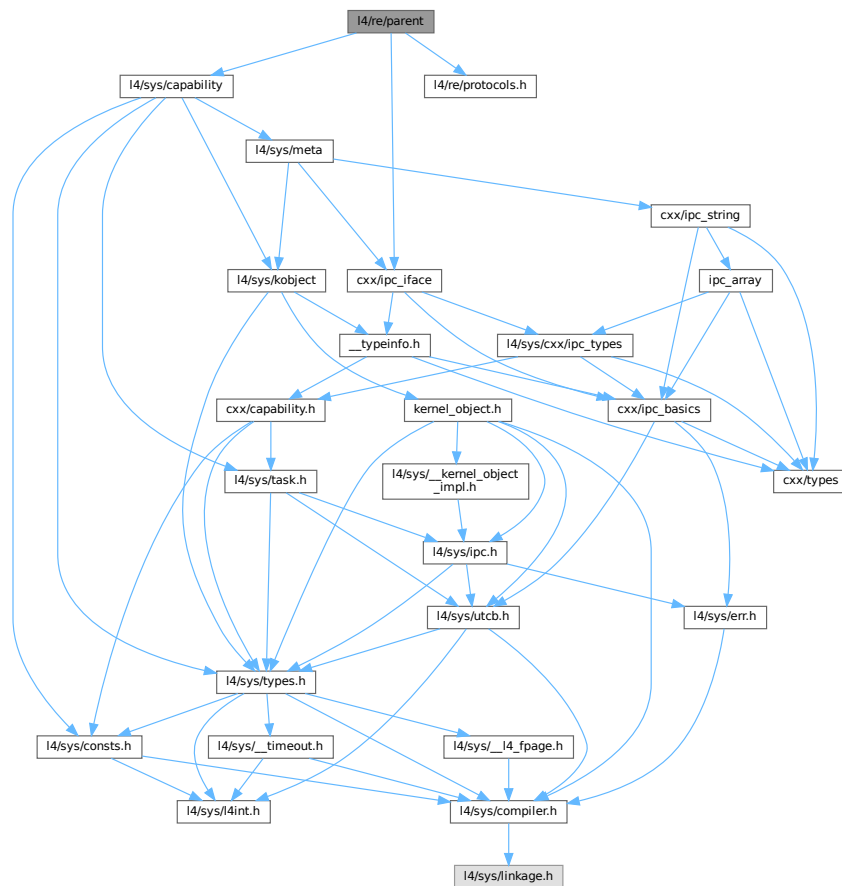 l4/re/parent
l4/sys/capability
l4/re/protocols.h
l4/sys/meta
cxx/ipc_string
l4/sys/kobject
cxx/ipc_iface
ipc_array
__typeinfo.h
l4/sys/cxx/ipc_types
cxx/capability.h
kernel_object.h
cxx/ipc_basics
l4/sys/task.h
l4/sys/__kernel_object
_impl.h
cxx/types
l4/sys/ipc.h
l4/sys/utcb.h
l4/sys/err.h
l4/sys/types.h
l4/sys/consts.h
l4/sys/__timeout.h
l4/sys/__l4_fpage.h
l4/sys/l4int.h
l4/sys/compiler.h
l4/sys/linkage.h